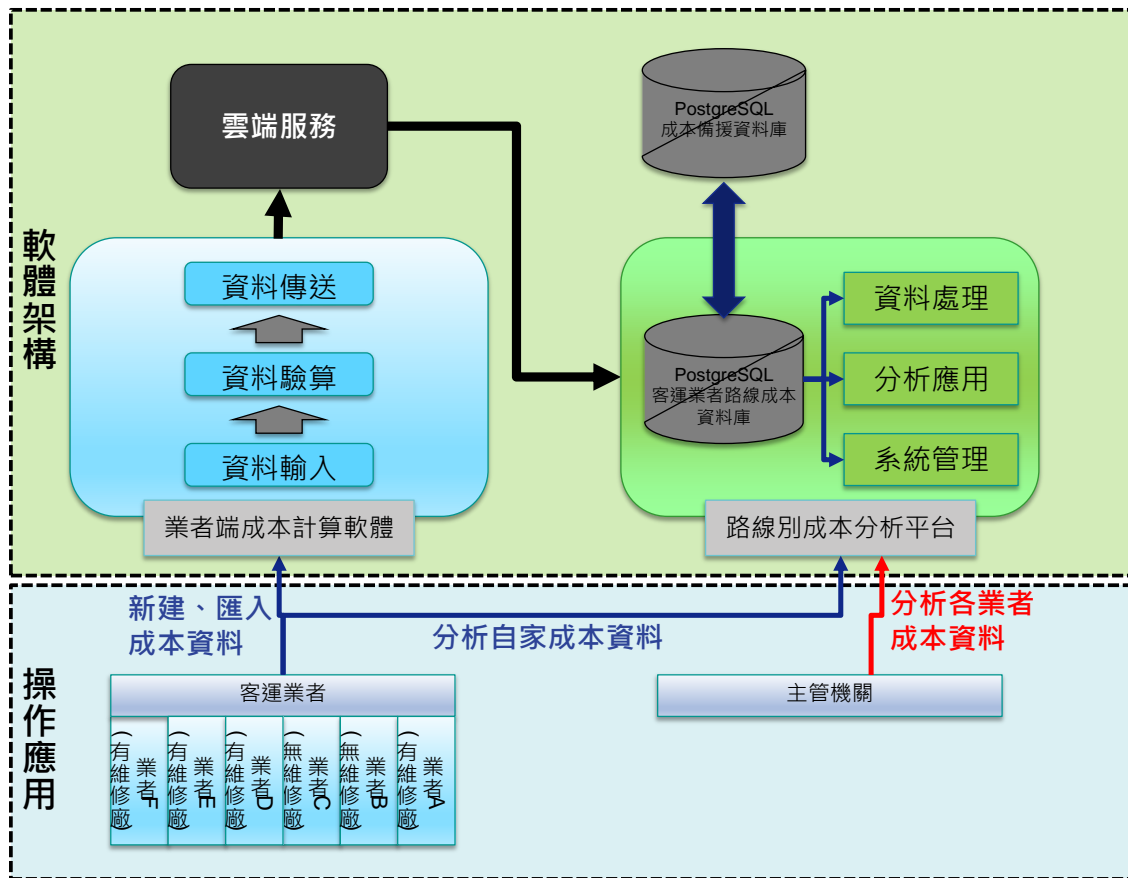 軟體架構
雲端服務
PostgreSQL
成本備援資料庫
資料傳送
資料驗算
資料輸入
業者端成本計算軟體
PostgreSQL
客運業者路線成本
資料庫
資料處理
分析應用
系統管理
路線別成本分析平台
操作應用
新建、匯入
成本資料
分析自家成本資料
分析各業者
成本資料
客運業者
主管機關
業者A
(有維修廠)
業者B
(無維修廠)
業者C
(無維修廠)
業者D
(有維修廠)
業者E
(有維修廠)
業者F
(有維修廠)